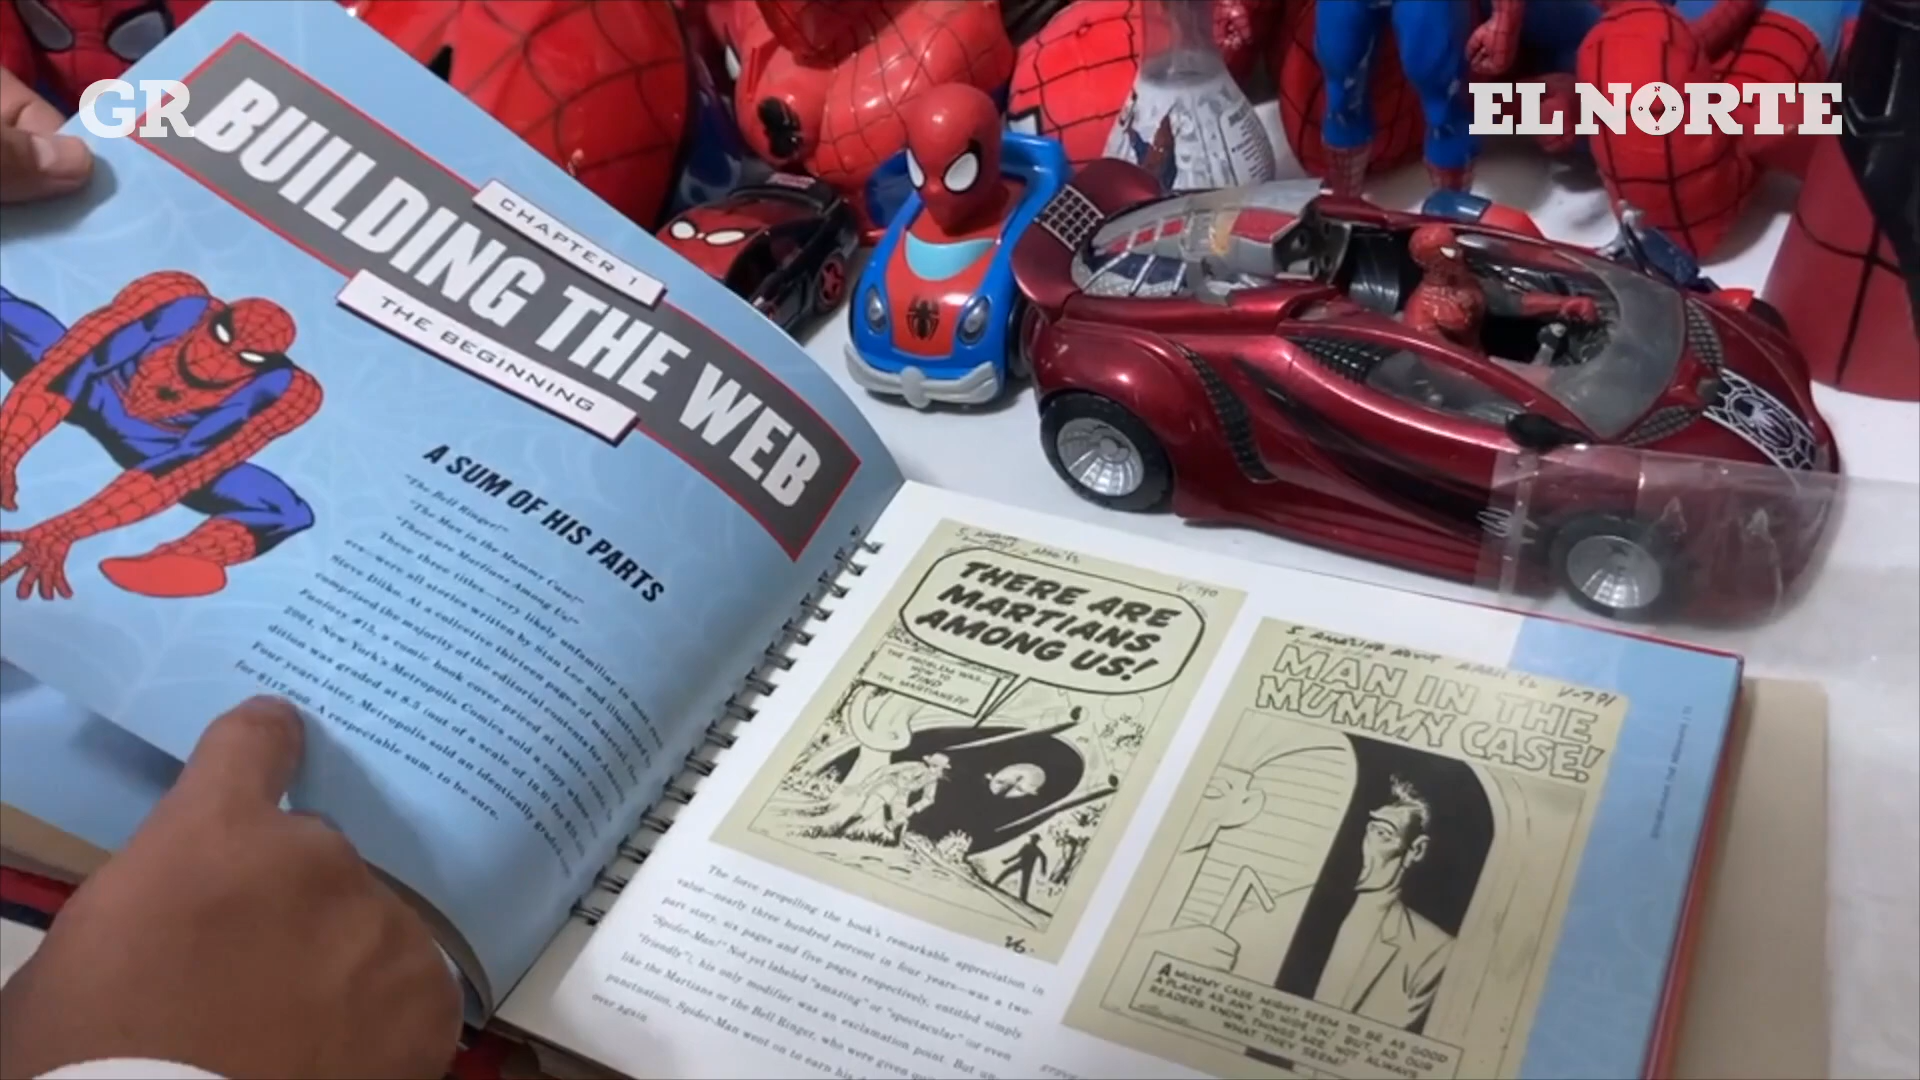 GR
EL NORTE
CHAPTER 1
BUILDING THE WEB
THE BEGINNING
A SUM OF HIS PARTS
"The Bell Ringer!"
"The Man in the Mummy Case!"
"There are Martians Among Us!"
These three titles—very likely unfamiliar to most
were all stories written by Stan Lee and illustrated by
Steve Ditko. At a collective thirteen pages of material, they
comprised the majority of the editorial contents for
Fantasy #15, a comic book cover-priced at twelve cents. In
2004, New York's Metropolis Comics sold a copy whose
dition was graded at 8.5 (out of a scale of 10.0) for
Four years later, Metropolis sold an identically graded
for A respectable sum, to be sure.
THERE ARE
MARTIANS
AMONG US!
THE PROBLEM WAS...
HOW TO
FIND
THE MARTIANS??
V-790
26.
The force propelling the book's remarkable appreciation in
value—nearly three hundred percent in four years—was a two-
part story, six pages and five pages respectively, entitled simply
"Spider-Man!" Not yet labeled "amazing" or "spectacular" (or even
"friendly"), his only modifier was an exclamation point. But un-
like the Martians or the Bell Ringer, who were given
punctuation, Spider-Man went on to earn his
over again
V-791
MAN IN THE
MUMMY CASE!
A MUMMY CASE MIGHT SEEM TO BE AS GOOD
A PLACE AS ANY TO HIDE IN! BUT, AS OUR
READERS KNOW, THINGS ARE NOT ALWAYS
WHAT THEY SEEM!